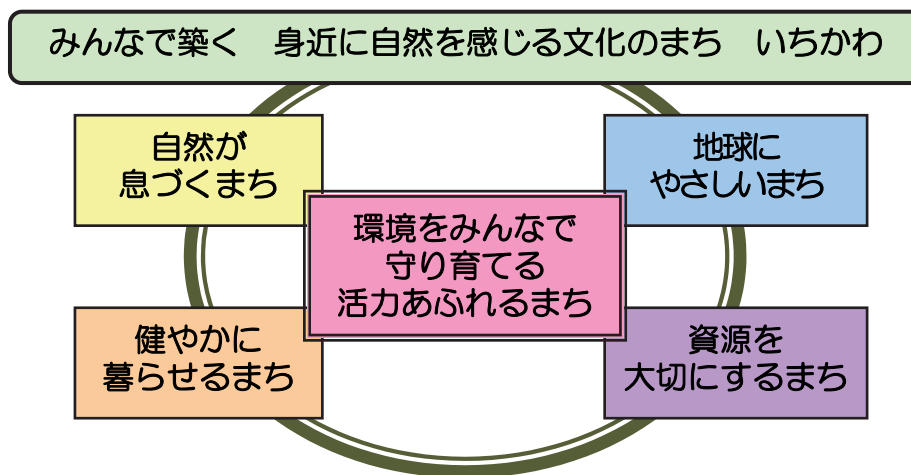 みんなで築く　身近に自然を感じる文化のまち　いちかわ
自然が
息づくまち
地球に
やさしいまち
環境をみんなで
守り育てる
活力あふれるまち
健やかに
暮らせるまち
資源を
大切にするまち